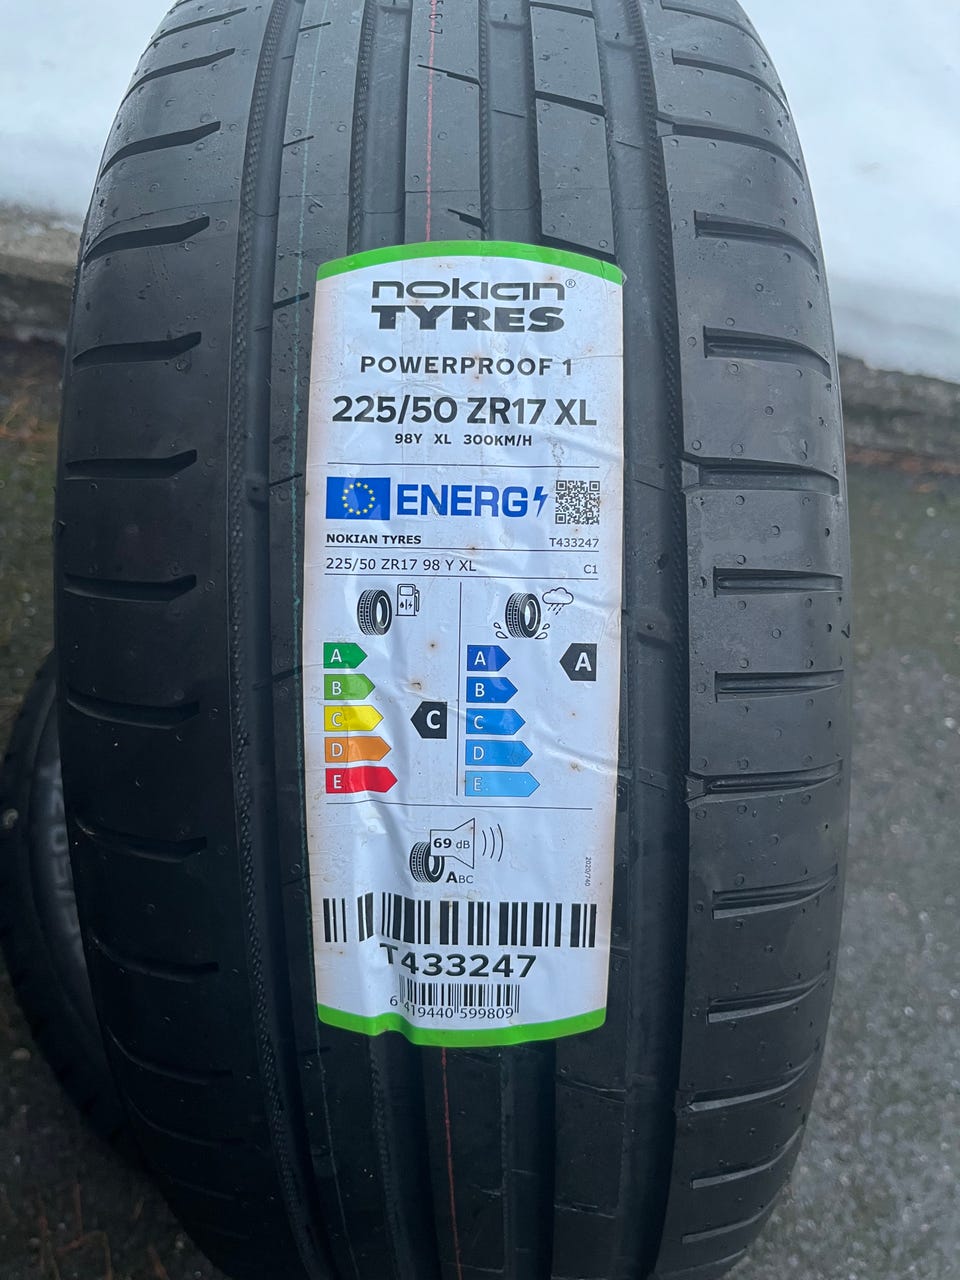 nokian®
TYRES
POWERPROOF 1
225/50 ZR17 XL
98Y XL 300KM/H
ENERG
NOKIAN TYRES T433247
225/50 ZR17 98 Y XL C1
A
B
C
D
E
C
A
B
C
D
E
A
69 dB
ABC
2020/740
T433247
6 419440 599809